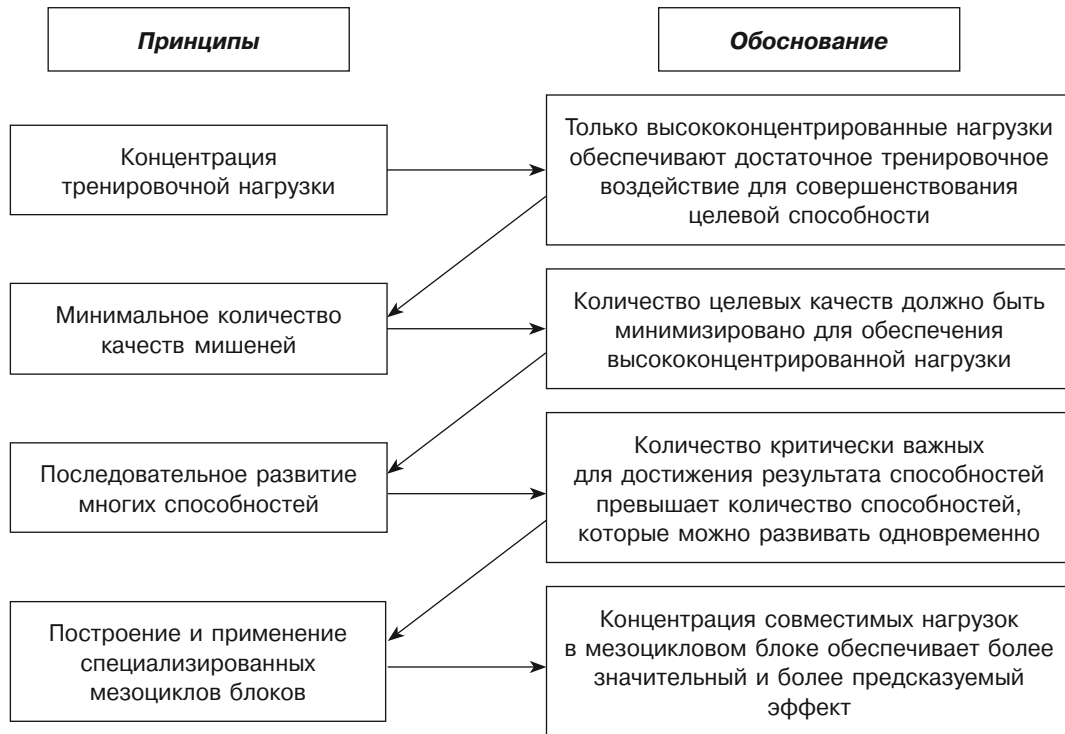 Принципы
Обоснование
Концентрация
тренировочной нагрузки
Только высококонцентрированные нагрузки
обеспечивают достаточное тренировочное
воздействие для совершенствования
целевой способности
Минимальное количество
качеств мишеней
Количество целевых качеств должно быть
минимизировано для обеспечения
высококонцентрированной нагрузки
Последовательное развитие
многих способностей
Количество критически важных
для достижения результата способностей
превышает количество способностей,
которые можно развивать одновременно
Построение и применение
специализированных
мезоциклов блоков
Концентрация совместимых нагрузок
в мезоцикловом блоке обеспечивает более
значительный и более предсказуемый
эффект